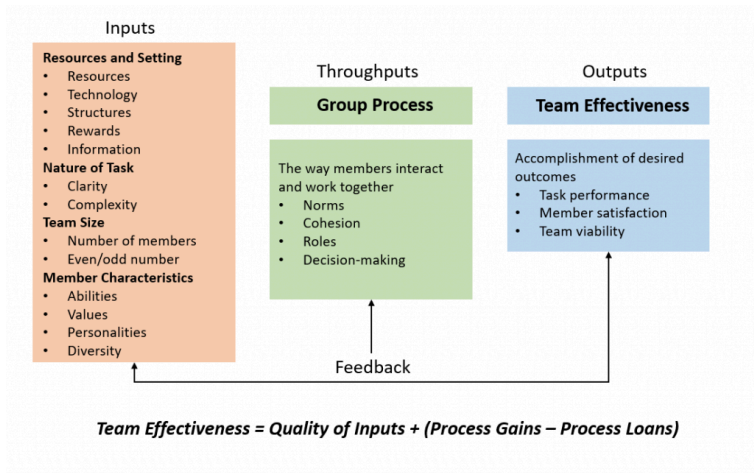 Inputs
Resources and Setting
• Resources
• Technology
• Structures
• Rewards
• Information
Nature of Task
• Clarity
• Complexity
Team Size
• Number of members
• Even/odd number
Member Characteristics
• Abilities
• Values
• Personalities
• Diversity
Throughputs
Group Process
The way members interact
and work together
• Norms
• Cohesion
• Roles
• Decision-making
Outputs
Team Effectiveness
Accomplishment of desired
outcomes
• Task performance
• Member satisfaction
• Team viability
Feedback
Team Effectiveness = Quality of Inputs + (Process Gains – Process Loans)